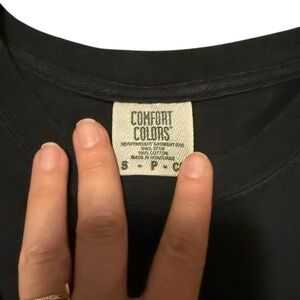 COMFORT
COLORS
HEAVYWEIGHT GARMENT DYE
100% COTTON
MADE IN HONDURAS
S - P - C